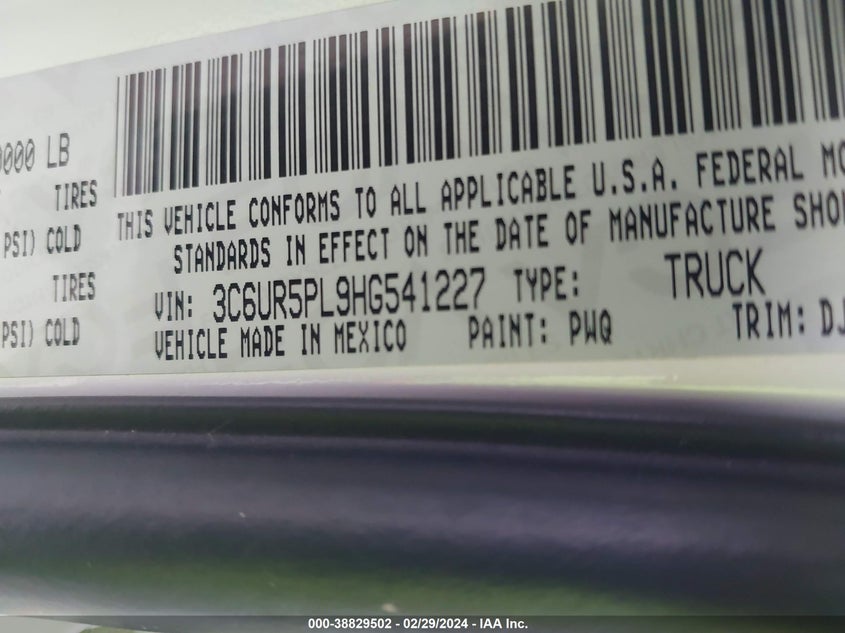 0000 LB
TIRES
PSI) COLD
TIRES
PSI) COLD
THIS VEHICLE CONFORMS TO ALL APPLICABLE U.S.A. FEDERAL MO
STANDARDS IN EFFECT ON THE DATE OF MANUFACTURE SHO
VIN: 3C6UR5PL9HG541227 TYPE: TRUCK
VEHICLE MADE IN MEXICO PAINT: PWQ TRIM: DJ
000-38829502 - 02/29/2024 - IAA Inc.